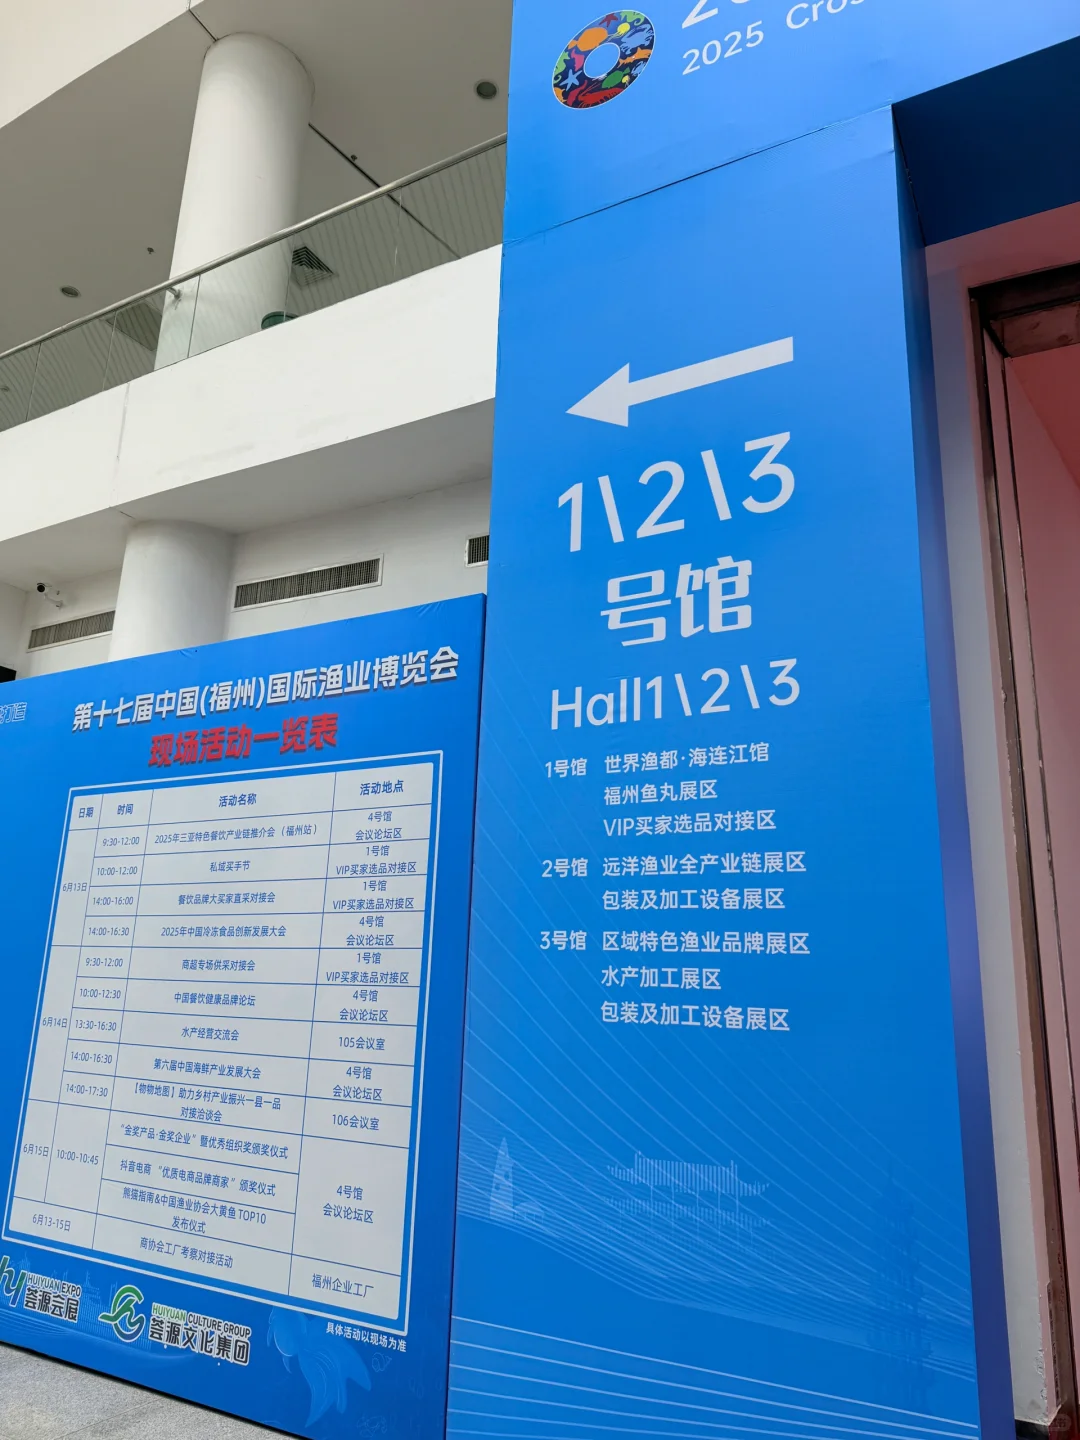 2025 Cros
1\2\3
号馆
Hall1\2\3
1号馆 世界渔都·海连江馆
福州鱼丸展区
VIP买家选品对接区
2号馆 远洋渔业全产业链展区
包装及加工设备展区
3号馆 区域特色渔业品牌展区
水产加工展区
包装及加工设备展区
打造
第十七届中国(福州)国际渔业博览会
现场活动一览表
日期 时间 活动名称 活动地点
6月13日
9:30-12:00 2025年三亚特色餐饮产业链推介会（福州站） 4号馆
会议论坛区
10:00-12:00 私域买手节 1号馆
VIP买家选品对接区
14:00-16:00 餐饮品牌大买家直采对接会 1号馆
VIP买家选品对接区
14:00-16:30 2025年中国冷冻食品创新发展大会 4号馆
会议论坛区
6月14日
9:30-12:00 商超专场供采对接会 1号馆
VIP买家选品对接区
10:00-12:30 中国餐饮健康品牌论坛 4号馆
会议论坛区
13:30-16:30 水产经营交流会 105会议室
14:00-16:30 第六届中国海鲜产业发展大会 4号馆
会议论坛区
14:00-17:30 【物物地图】助力乡村产业振兴一县一品
对接洽谈会 106会议室
6月15日 10:00-10:45
“金奖产品·金奖企业”暨优秀组织奖颁奖仪式
抖音电商“优质电商品牌商家”颁奖仪式 4号馆
会议论坛区
熊猫指南&中国渔业协会大黄鱼TOP10
发布仪式
6月13-15日 商协会工厂考察对接活动 福州企业工厂
具体活动以现场为准
hy HUIYUAN EXPO
荟源会展
HUIYUAN CULTURE GROUP
荟源文化集团